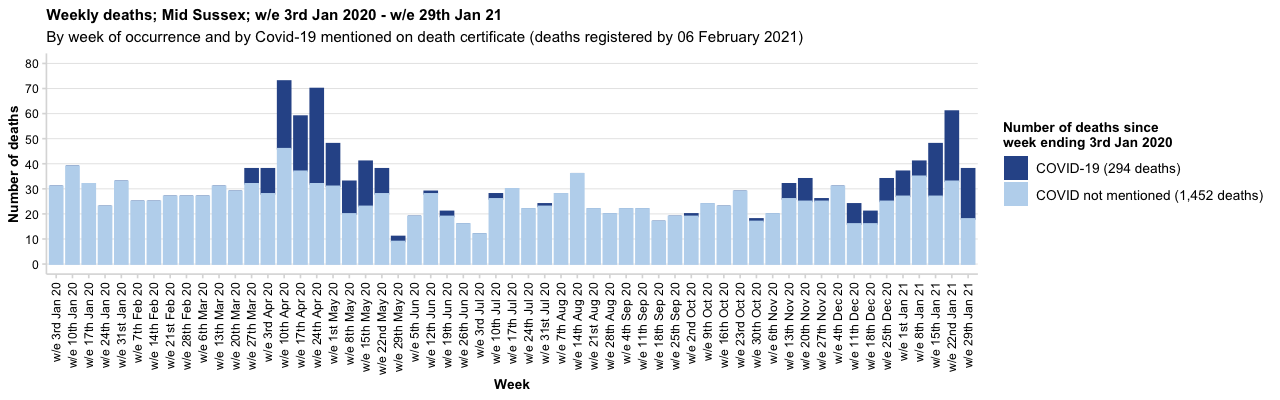 Weekly deaths; Mid Sussex; w/e 3rd Jan 2020 - w/e 29th Jan 21
By week of occurrence and by Covid-19 mentioned on death certificate (deaths registered by 06 February 2021)
Number of deaths
80
70
60
50
40
30
20
10
0
w/e 3rd Jan 20
w/e 10th Jan 20
w/e 17th Jan 20
w/e 24th Jan 20
w/e 31st Jan 20
w/e 7th Feb 20
w/e 14th Feb 20
w/e 21st Feb 20
w/e 28th Feb 20
w/e 6th Mar 20
w/e 13th Mar 20
w/e 20th Mar 20
w/e 27th Mar 20
w/e 3rd Apr 20
w/e 10th Apr 20
w/e 17th Apr 20
w/e 24th Apr 20
w/e 1st May 20
w/e 8th May 20
w/e 15th May 20
w/e 22nd May 20
w/e 29th May 20
w/e 5th Jun 20
w/e 12th Jun 20
w/e 19th Jun 20
w/e 26th Jun 20
w/e 3rd Jul 20
w/e 10th Jul 20
w/e 17th Jul 20
w/e 24th Jul 20
w/e 31st Jul 20
w/e 7th Aug 20
w/e 14th Aug 20
w/e 21st Aug 20
w/e 28th Aug 20
w/e 4th Sep 20
w/e 11th Sep 20
w/e 18th Sep 20
w/e 25th Sep 20
w/e 2nd Oct 20
w/e 9th Oct 20
w/e 16th Oct 20
w/e 23rd Oct 20
w/e 30th Oct 20
w/e 6th Nov 20
w/e 13th Nov 20
w/e 20th Nov 20
w/e 27th Nov 20
w/e 4th Dec 20
w/e 11th Dec 20
w/e 18th Dec 20
w/e 25th Dec 20
w/e 1st Jan 21
w/e 8th Jan 21
w/e 15th Jan 21
w/e 22nd Jan 21
w/e 29th Jan 21
Week
Number of deaths since
week ending 3rd Jan 2020
COVID-19 (294 deaths)
COVID not mentioned (1,452 deaths)